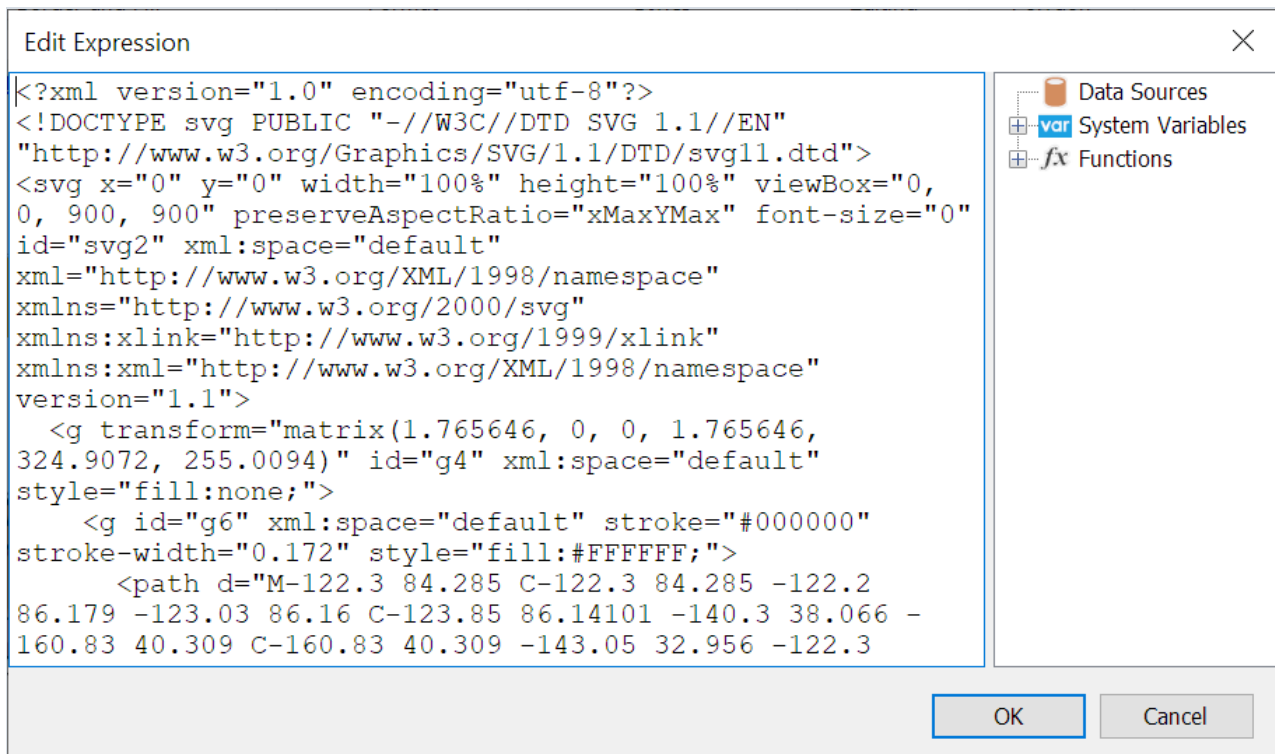 Edit Expression
<?xml version="1.0" encoding="utf-8"?>
<!DOCTYPE svg PUBLIC "-//W3C//DTD SVG 1.1//EN"
"http://www.w3.org/Graphics/SVG/1.1/DTD/svg11.dtd">
<svg x="0" y="0" width="100%" height="100%" viewBox="0,
0, 900, 900" preserveAspectRatio="xMaxYMax" font-size="0"
id="svg2" xml:space="default"
xml="http://www.w3.org/XML/1998/namespace"
xmlns="http://www.w3.org/2000/svg"
xmlns:xlink="http://www.w3.org/1999/xlink"
xmlns:xml="http://www.w3.org/XML/1998/namespace"
version="1.1">
  <g transform="matrix(1.765646, 0, 0, 1.765646,
324.9072, 255.0094)" id="g4" xml:space="default"
style="fill:none;">
    <g id="g6" xml:space="default" stroke="#000000"
stroke-width="0.172" style="fill:#FFFFFF;">
      <path d="M-122.3 84.285 C-122.3 84.285 -122.2
86.179 -123.03 86.16 C-123.85 86.14101 -140.3 38.066 -
160.83 40.309 C-160.83 40.309 -143.05 32.956 -122.3
Data Sources
var System Variables
fx Functions
OK
Cancel